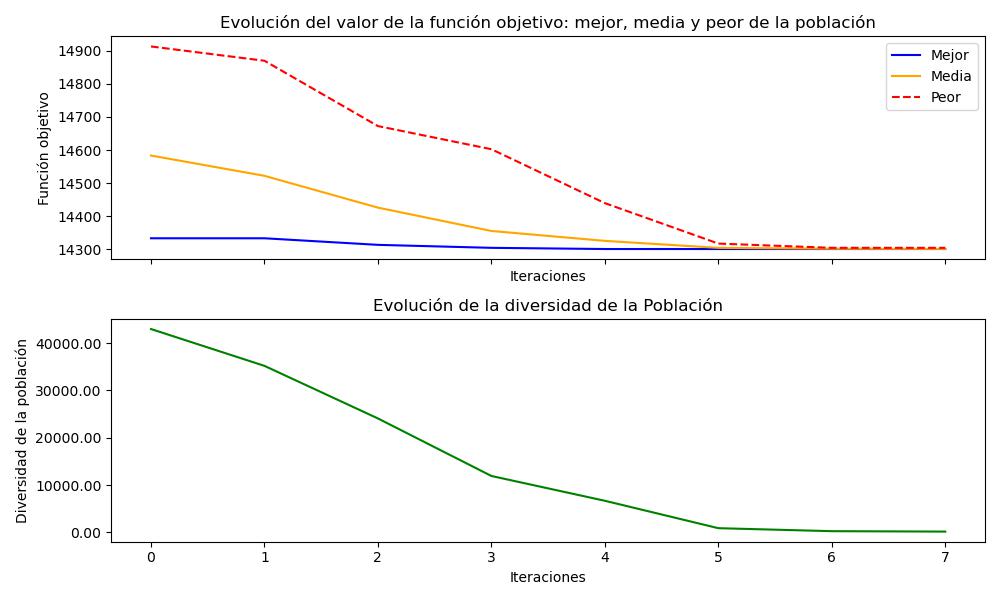 Evolución del valor de la función objetivo: mejor, media y peor de la población
Función objetivo
14900
14800
14700
14600
14500
14400
14300
Mejor
Media
Peor
Iteraciones
Evolución de la diversidad de la Población
Diversidad de la población
40000.00
30000.00
20000.00
10000.00
0.00
0 1 2 3 4 5 6 7
Iteraciones